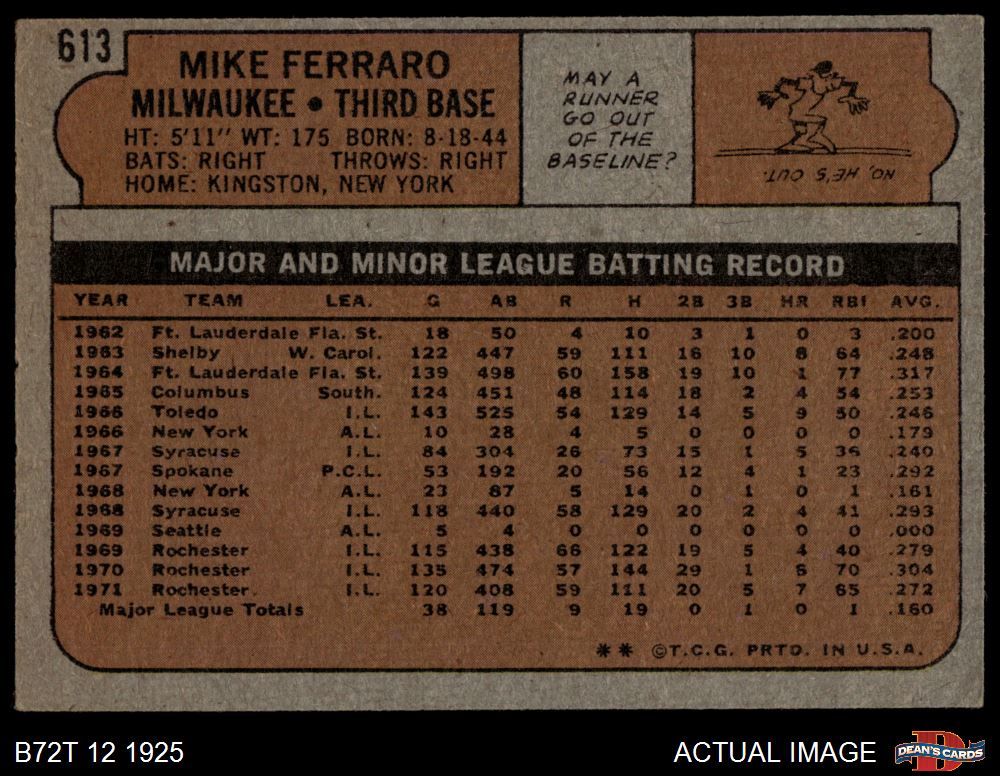 613
MIKE FERRARO
MILWAUKEE • THIRD BASE
HT: 5'11" WT: 175 BORN: 8-18-44
BATS: RIGHT THROWS: RIGHT
HOME: KINGSTON, NEW YORK
MAY A
RUNNER
GO OUT
OF THE
BASELINE?
NO, HE'S OUT.
MAJOR AND MINOR LEAGUE BATTING RECORD
YEAR TEAM LEA. G AB R H 2B 3B HR RBI AVG.
1962 Ft. Lauderdale Fla. St. 18 50 4 10 3 1 0 3 .200
1963 Shelby W. Carol. 122 447 59 111 16 10 8 64 .248
1964 Ft. Lauderdale Fla. St. 139 498 60 158 19 10 1 77 .317
1965 Columbus South. 124 451 48 114 18 2 4 54 .253
1966 Toledo I.L. 143 525 54 129 14 5 9 50 .246
1966 New York A.L. 10 28 4 5 0 0 0 0 .179
1967 Syracuse I.L. 84 304 26 73 15 1 5 36 .240
1967 Spokane P.C.L. 53 192 20 56 12 4 1 23 .292
1968 New York A.L. 23 87 5 14 0 1 0 1 .161
1968 Syracuse I.L. 118 440 58 129 20 2 4 41 .293
1969 Seattle A.L. 5 4 0 0 0 0 0 0 .000
1969 Rochester I.L. 115 438 66 122 19 5 4 40 .279
1970 Rochester I.L. 135 474 57 144 29 1 6 70 .304
1971 Rochester I.L. 120 408 59 111 20 5 7 65 .272
Major League Totals 38 119 9 19 0 1 0 1 .160
** ©T.C.G. PRTD. IN U.S.A.
B72T 12 1925
ACTUAL IMAGE
DEAN'S CARDS